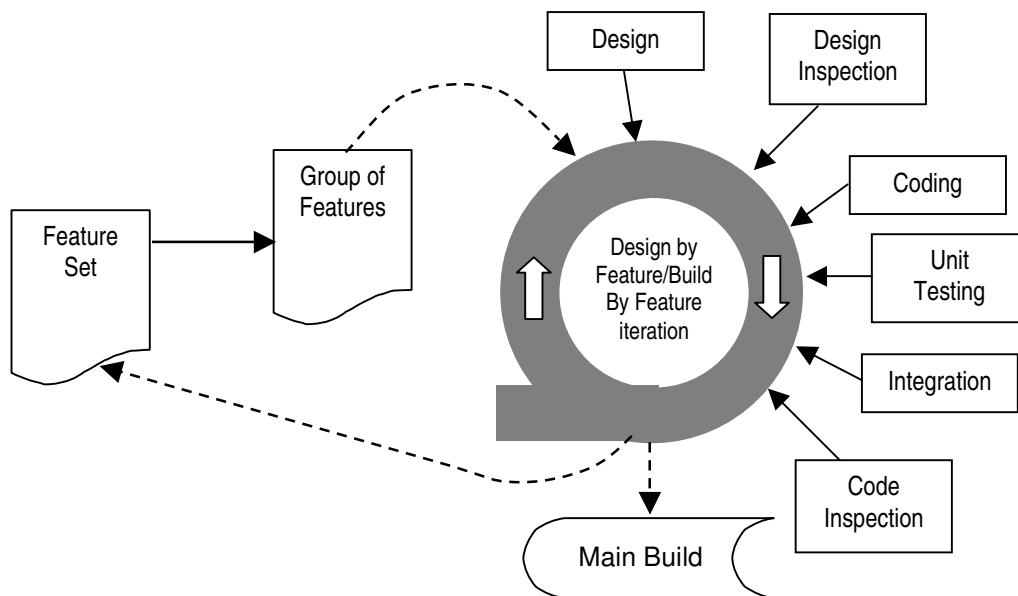 Design
Design
Inspection
Group of
Features
Coding
Feature
Set
Design by
Feature/Build
By Feature
iteration
Unit
Testing
Integration
Code
Inspection
Main Build